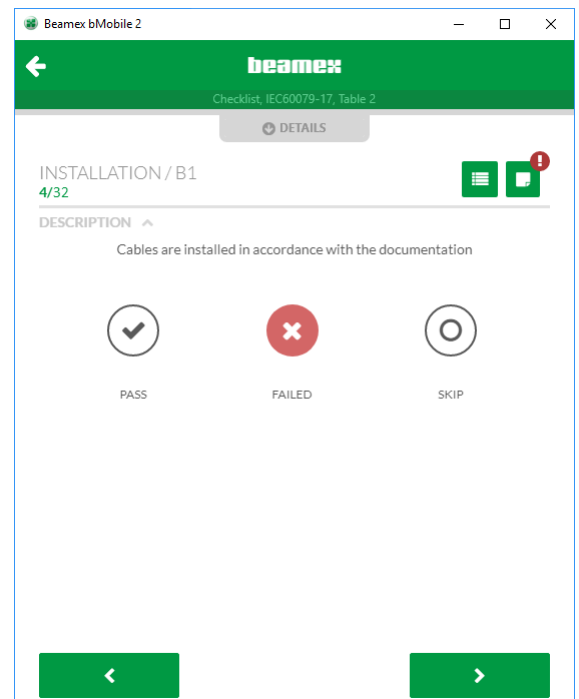 Beamex bMobile 2
beamex
Checklist, IEC60079-17, Table 2
DETAILS
INSTALLATION / B1
4/32
DESCRIPTION
Cables are installed in accordance with the documentation
PASS FAILED SKIP